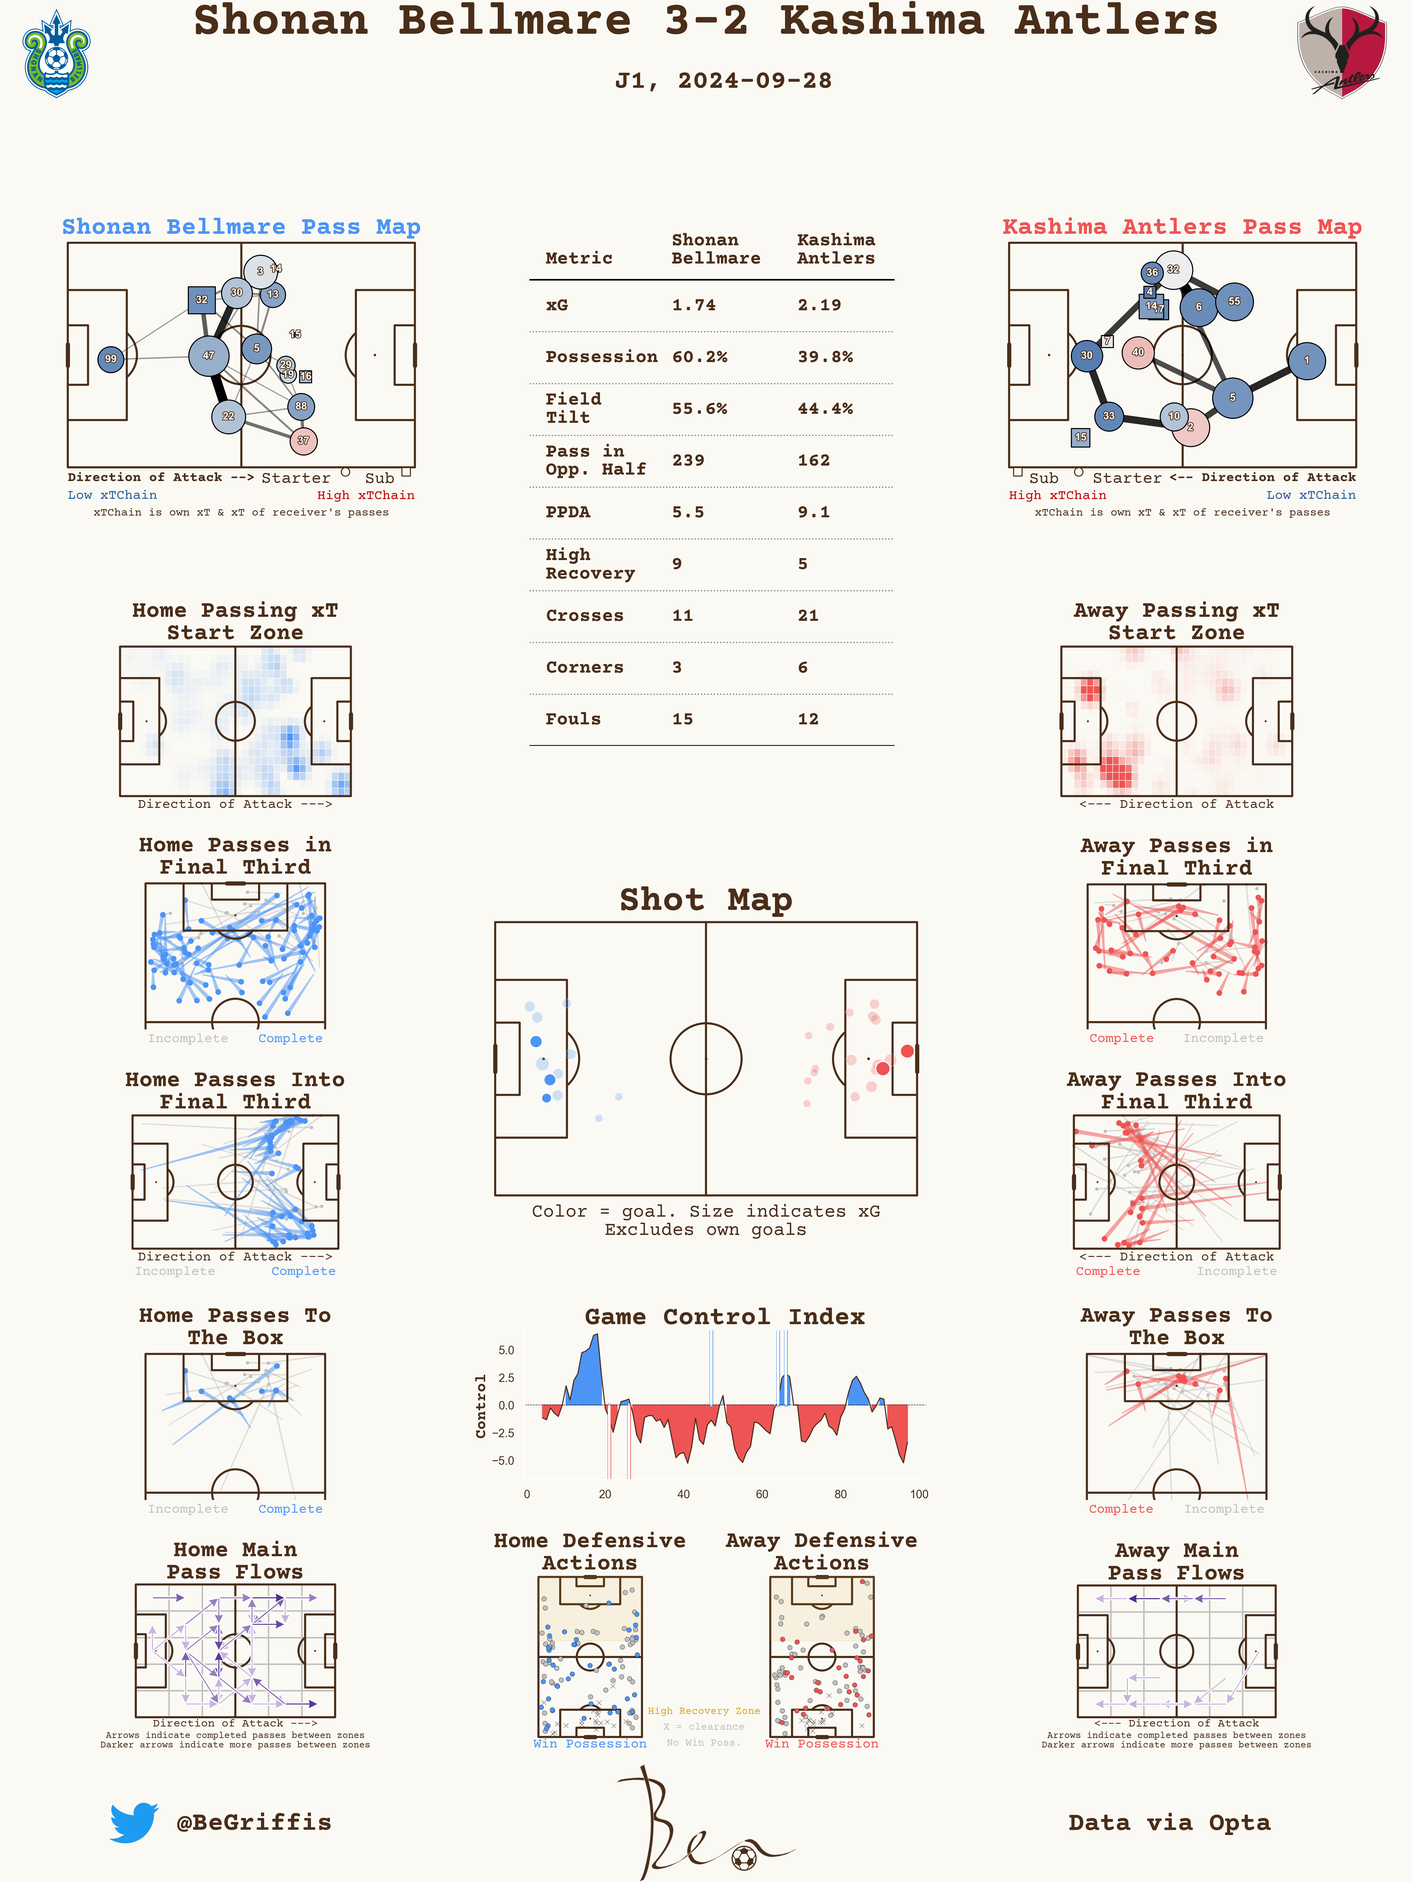 Shonan Bellmare 3-2 Kashima Antlers
J1, 2024-09-28
Shonan Bellmare Pass Map
3
14
30
13
32
15
47
5
99
29
19
16
88
22
37
Direction of Attack --> Starter Sub
Low xTChain High xTChain
xTChain is own xT & xT of receiver's passes
Metric Shonan Bellmare Kashima Antlers
xG 1.74 2.19
Possession 60.2% 39.8%
Field Tilt 55.6% 44.4%
Pass in Opp. Half 239 162
PPDA 5.5 9.1
High Recovery 9 5
Crosses 11 21
Corners 3 6
Fouls 15 12
Kashima Antlers Pass Map
36
32
4
14
6
55
7
30
40
1
5
33
10
2
15
Sub Starter <-- Direction of Attack
High xTChain Low xTChain
xTChain is own xT & xT of receiver's passes
Home Passing xT
Start Zone
Direction of Attack --->
Away Passing xT
Start Zone
<--- Direction of Attack
Home Passes in
Final Third
Incomplete Complete
Away Passes in
Final Third
Complete Incomplete
Shot Map
Color = goal. Size indicates xG
Excludes own goals
Home Passes Into
Final Third
Direction of Attack --->
Incomplete Complete
Away Passes Into
Final Third
<--- Direction of Attack
Complete Incomplete
Home Passes To
The Box
Incomplete Complete
Game Control Index
Control
5.0
2.5
0.0
−2.5
−5.0
0 20 40 60 80 100
Away Passes To
The Box
Complete Incomplete
Home Main
Pass Flows
Direction of Attack --->
Arrows indicate completed passes between zones
Darker arrows indicate more passes between zones
Home Defensive
Actions
Win Possession
Away Defensive
Actions
Win Possession
High Recovery Zone
X = clearance
No Win Poss.
Away Main
Pass Flows
<--- Direction of Attack
Arrows indicate completed passes between zones
Darker arrows indicate more passes between zones
@BeGriffis
Ben
Data via Opta